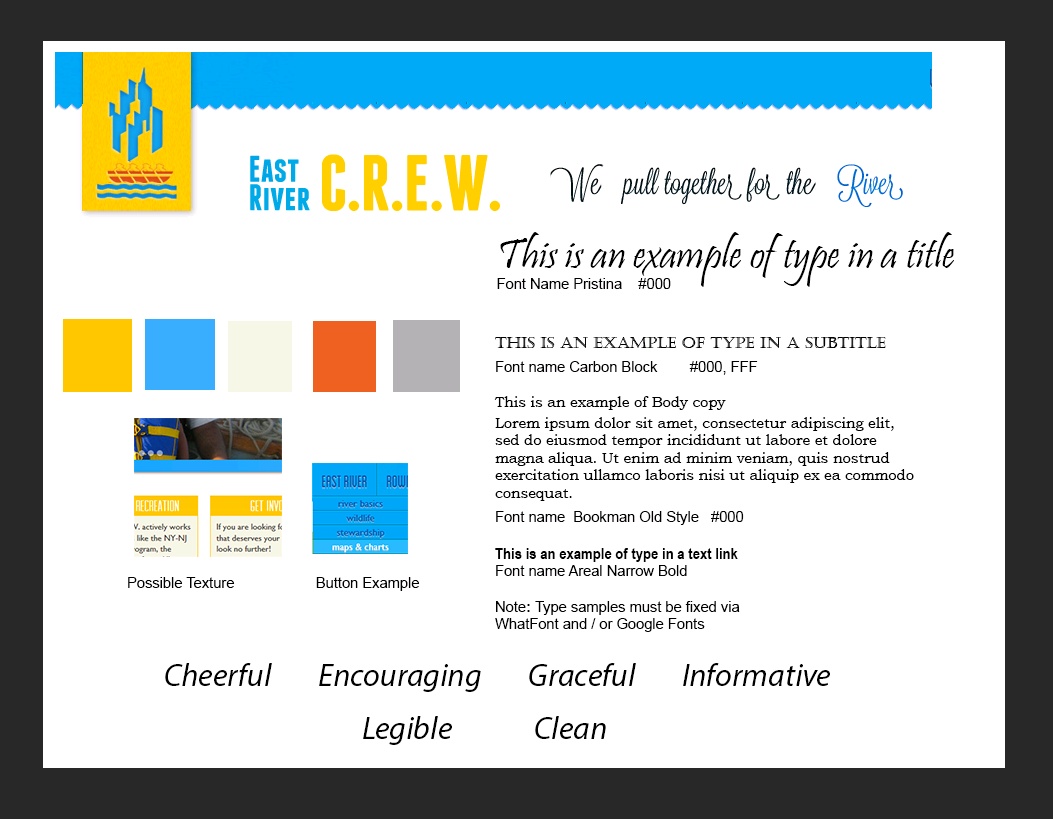 EAST
RIVER
C.R.E.W.
We pull together for the River
This is an example of type in a title
Font Name Pristina #000
THIS IS AN EXAMPLE OF TYPE IN A SUBTITLE
Font name Carbon Block #000, FFF
This is an example of Body copy
Lorem ipsum dolor sit amet, consectetur adipiscing elit,
sed do eiusmod tempor incididunt ut labore et dolore
magna aliqua. Ut enim ad minim veniam, quis nostrud
exercitation ullamco laboris nisi ut aliquip ex ea commodo
consequat.
Font name Bookman Old Style #000
This is an example of type in a text link
Font name Areal Narrow Bold
Note: Type samples must be fixed via
WhatFont and / or Google Fonts
RECREATION
V. actively works
like the NY-NJ
ogram, the
GET INV
If you are looking f
that deserves your
look no further!
Possible Texture
EAST RIVER
ROWI
river basics
wildlife
stewardship
maps & charts
Button Example
Cheerful Encouraging Graceful Informative
Legible Clean